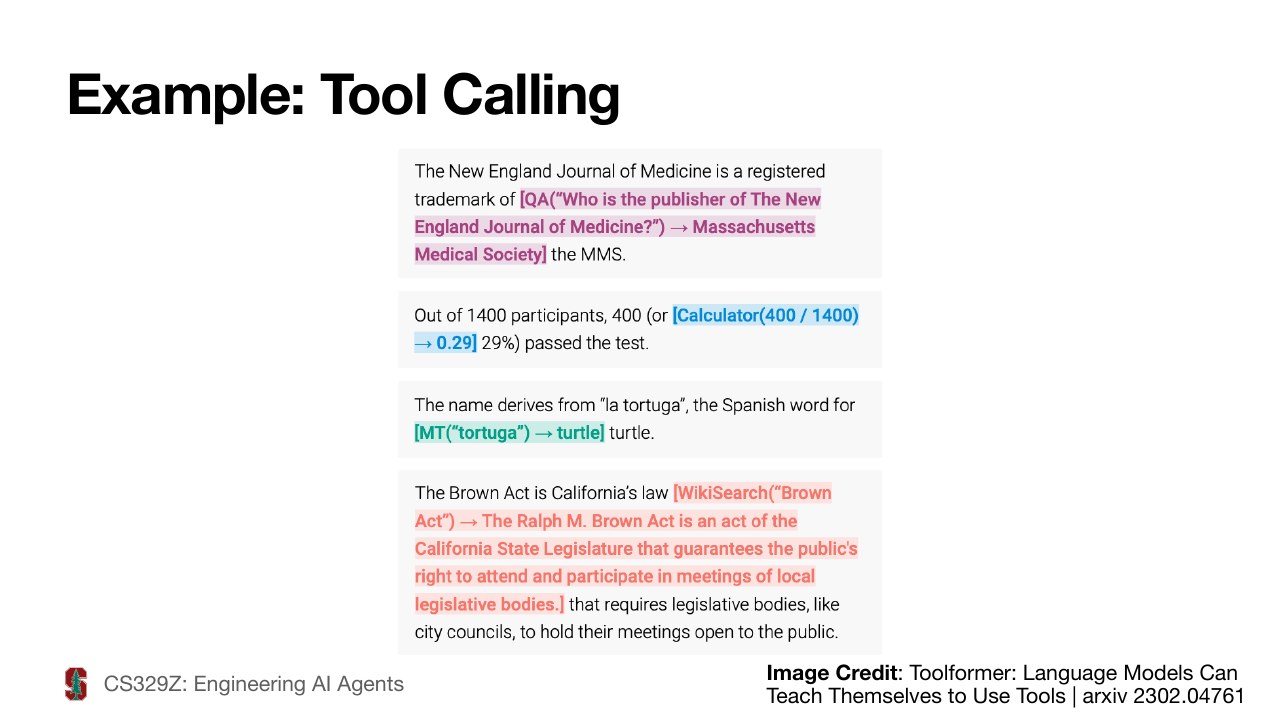 Example: Tool Calling
The New England Journal of Medicine is a registered
trademark of [QA(“Who is the publisher of The New
England Journal of Medicine?”) → Massachusetts
Medical Society] the MMS.
Out of 1400 participants, 400 (or [Calculator(400 / 1400)
→ 0.29] 29%) passed the test.
The name derives from “la tortuga”, the Spanish word for
[MT(“tortuga”) → turtle] turtle.
The Brown Act is California’s law [WikiSearch(“Brown
Act”) → The Ralph M. Brown Act is an act of the
California State Legislature that guarantees the public's
right to attend and participate in meetings of local
legislative bodies.] that requires legislative bodies, like
city councils, to hold their meetings open to the public.
CS329Z: Engineering AI Agents
Image Credit: Toolformer: Language Models Can
Teach Themselves to Use Tools | arxiv 2302.04761